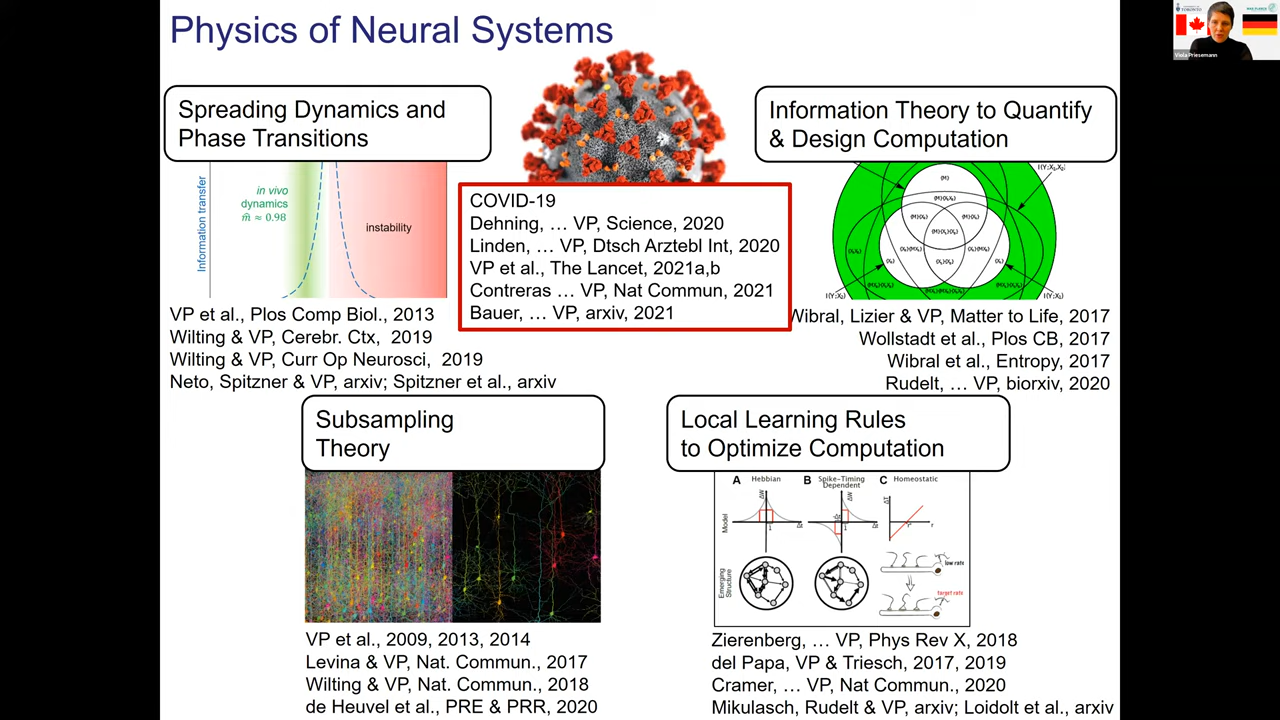 Physics of Neural Systems
TORONTO
Viola Priesemann
Spreading Dynamics and
Phase Transitions
Information transfer
in vivo
dynamics
m̂ ≈ 0.98
instability
VP et al., Plos Comp Biol., 2013
Wilting & VP, Cerebr. Ctx, 2019
Wilting & VP, Curr Op Neurosci, 2019
Neto, Spitzner & VP, arxiv; Spitzner et al., arxiv
COVID-19
Dehning, … VP, Science, 2020
Linden, … VP, Dtsch Arztebl Int, 2020
VP et al., The Lancet, 2021a,b
Contreras … VP, Nat Commun, 2021
Bauer, … VP, arxiv, 2021
Information Theory to Quantify
& Design Computation
Wibral, Lizier & VP, Matter to Life, 2017
Wollstadt et al., Plos CB, 2017
Wibral et al., Entropy, 2017
Rudelt, … VP, biorxiv, 2020
Subsampling
Theory
VP et al., 2009, 2013, 2014
Levina & VP, Nat. Commun., 2017
Wilting & VP, Nat. Commun., 2018
de Heuvel et al., PRE & PRR, 2020
Local Learning Rules
to Optimize Computation
A Hebbian
B Spike-Timing
Dependent
C Homeostatic
Model
Emerging
Structure
low rate
target rate
Zierenberg, … VP, Phys Rev X, 2018
del Papa, VP & Triesch, 2017, 2019
Cramer, … VP, Nat Commun., 2020
Mikulasch, Rudelt & VP, arxiv; Loidolt et al., arxiv